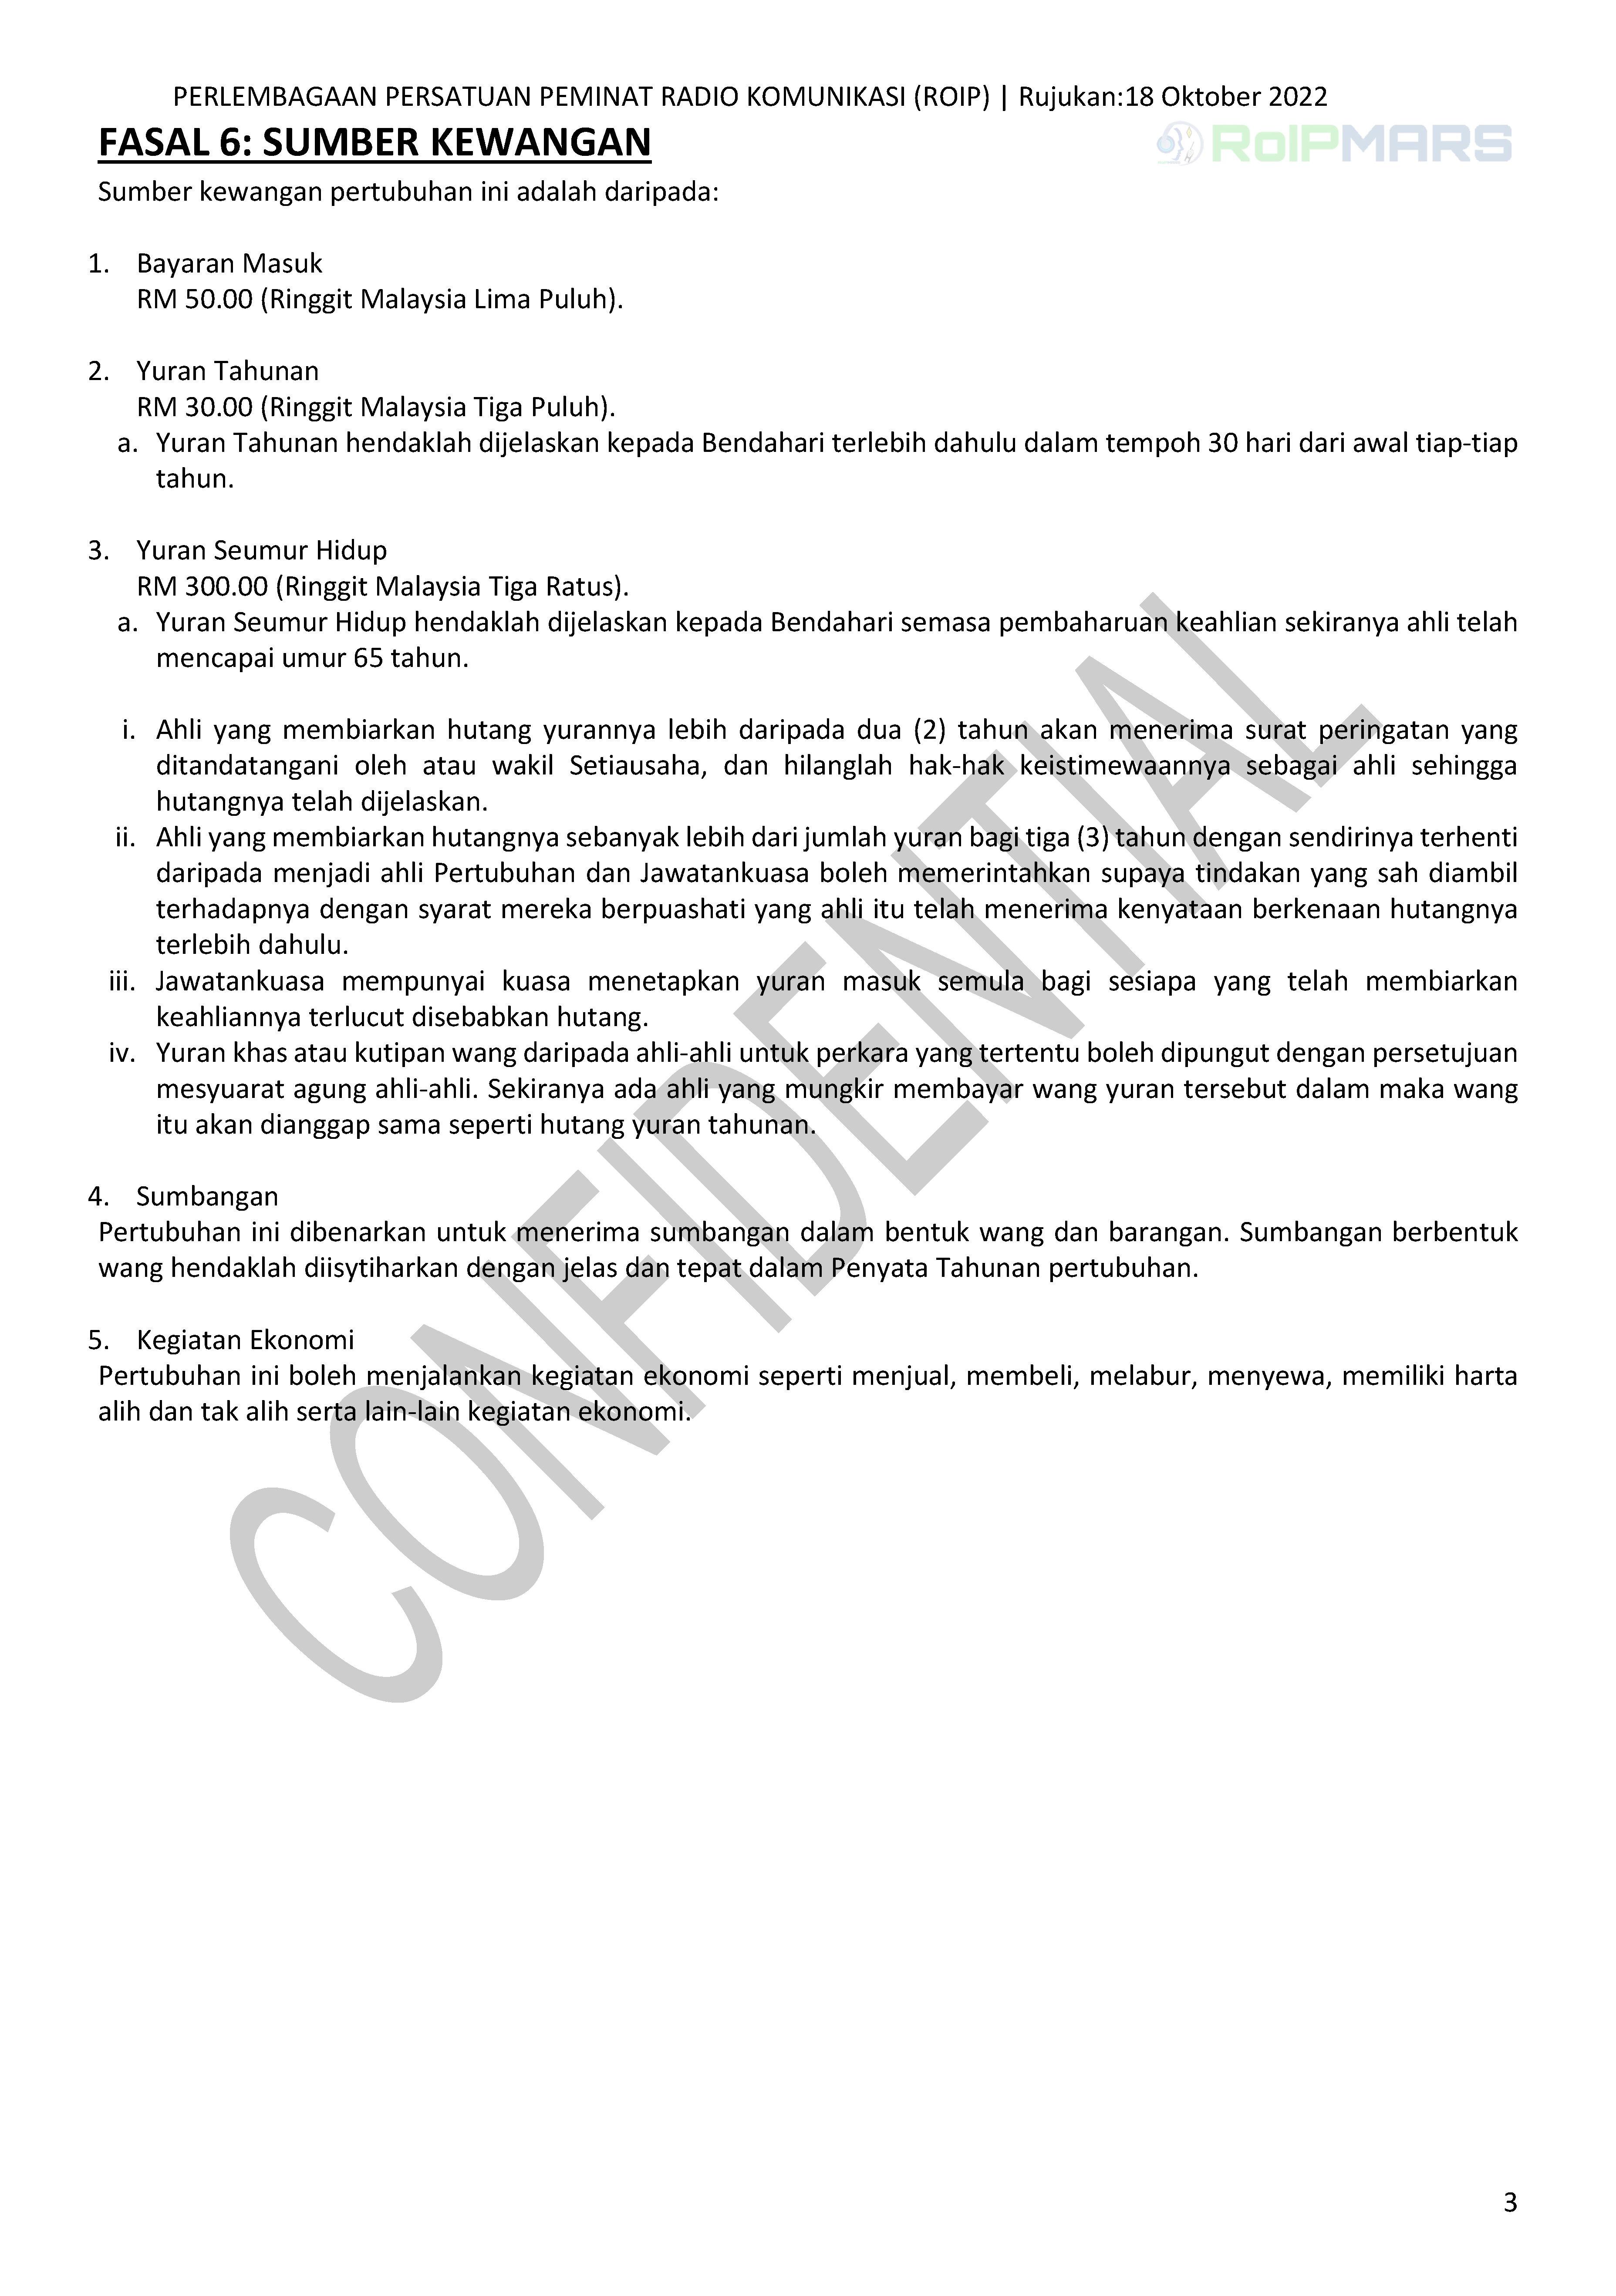 PERLEMBAGAAN PERSATUAN PEMINAT RADIO KOMUNIKASI (ROIP) | Rujukan:18 Oktober 2022
FASAL 6: SUMBER KEWANGAN
RoIPMARS
Sumber kewangan pertubuhan ini adalah daripada:
1. Bayaran Masuk
RM 50.00 (Ringgit Malaysia Lima Puluh).
2. Yuran Tahunan
RM 30.00 (Ringgit Malaysia Tiga Puluh).
a. Yuran Tahunan hendaklah dijelaskan kepada Bendahari terlebih dahulu dalam tempoh 30 hari dari awal tiap-tiap
tahun.
3. Yuran Seumur Hidup
RM 300.00 (Ringgit Malaysia Tiga Ratus).
a. Yuran Seumur Hidup hendaklah dijelaskan kepada Bendahari semasa pembaharuan keahlian sekiranya ahli telah
mencapai umur 65 tahun.
i. Ahli yang membiarkan hutang yurannya lebih daripada dua (2) tahun akan menerima surat peringatan yang
ditandatangani oleh atau wakil Setiausaha, dan hilanglah hak-hak keistimewaannya sebagai ahli sehingga
hutangnya telah dijelaskan.
ii. Ahli yang membiarkan hutangnya sebanyak lebih dari jumlah yuran bagi tiga (3) tahun dengan sendirinya terhenti
daripada menjadi ahli Pertubuhan dan Jawatankuasa boleh memerintahkan supaya tindakan yang sah diambil
terhadapnya dengan syarat mereka berpuashati yang ahli itu telah menerima kenyataan berkenaan hutangnya
terlebih dahulu.
iii. Jawatankuasa mempunyai kuasa menetapkan yuran masuk semula bagi sesiapa yang telah membiarkan
keahliannya terlucut disebabkan hutang.
iv. Yuran khas atau kutipan wang daripada ahli-ahli untuk perkara yang tertentu boleh dipungut dengan persetujuan
mesyuarat agung ahli-ahli. Sekiranya ada ahli yang mungkir membayar wang yuran tersebut dalam maka wang
itu akan dianggap sama seperti hutang yuran tahunan.
4. Sumbangan
Pertubuhan ini dibenarkan untuk menerima sumbangan dalam bentuk wang dan barangan. Sumbangan berbentuk
wang hendaklah diisytiharkan dengan jelas dan tepat dalam Penyata Tahunan pertubuhan.
5. Kegiatan Ekonomi
Pertubuhan ini boleh menjalankan kegiatan ekonomi seperti menjual, membeli, melabur, menyewa, memiliki harta
alih dan tak alih serta lain-lain kegiatan ekonomi.
CONFIDENTIAL
3